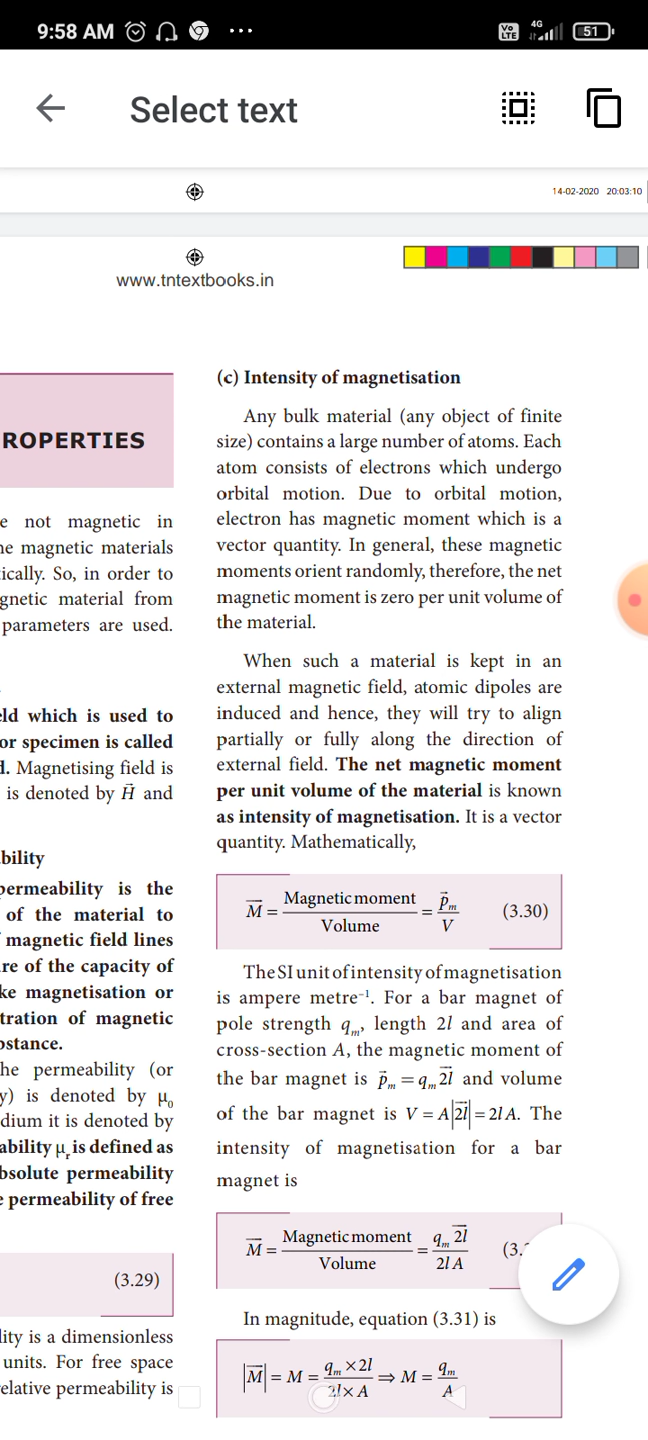 9:58 AM ...
Vo LTE 4G 51
Select text
14-02-2020 20:03:10
www.tntextbooks.in
ROPERTIES
e not magnetic in
ne magnetic materials
ically. So, in order to
gnetic material from
parameters are used.
eld which is used to
or specimen is called
d. Magnetising field is
is denoted by H⃗ and
bility
permeability is the
of the material to
magnetic field lines
re of the capacity of
ke magnetisation or
tration of magnetic
bstance.
he permeability (or
y) is denoted by μ₀
dium it is denoted by
ability μᵣ is defined as
bsolute permeability
e permeability of free
(3.29)
lity is a dimensionless
units. For free space
elative permeability is
(c) Intensity of magnetisation
Any bulk material (any object of finite
size) contains a large number of atoms. Each
atom consists of electrons which undergo
orbital motion. Due to orbital motion,
electron has magnetic moment which is a
vector quantity. In general, these magnetic
moments orient randomly, therefore, the net
magnetic moment is zero per unit volume of
the material.
When such a material is kept in an
external magnetic field, atomic dipoles are
induced and hence, they will try to align
partially or fully along the direction of
external field. The net magnetic moment
per unit volume of the material is known
as intensity of magnetisation. It is a vector
quantity. Mathematically,
M⃗ = Magnetic moment / Volume = p⃗ₘ / V (3.30)
The SI unit of intensity of magnetisation
is ampere metre⁻¹. For a bar magnet of
pole strength qₘ, length 2l and area of
cross-section A, the magnetic moment of
the bar magnet is p⃗ₘ = qₘ 2l⃗ and volume
of the bar magnet is V = A|2l⃗| = 2l A. The
intensity of magnetisation for a bar
magnet is
M⃗ = Magnetic moment / Volume = qₘ 2l⃗ / 2l A (3.
In magnitude, equation (3.31) is
|M⃗| = M = qₘ × 2l / 2l × A ⇒ M = qₘ / A